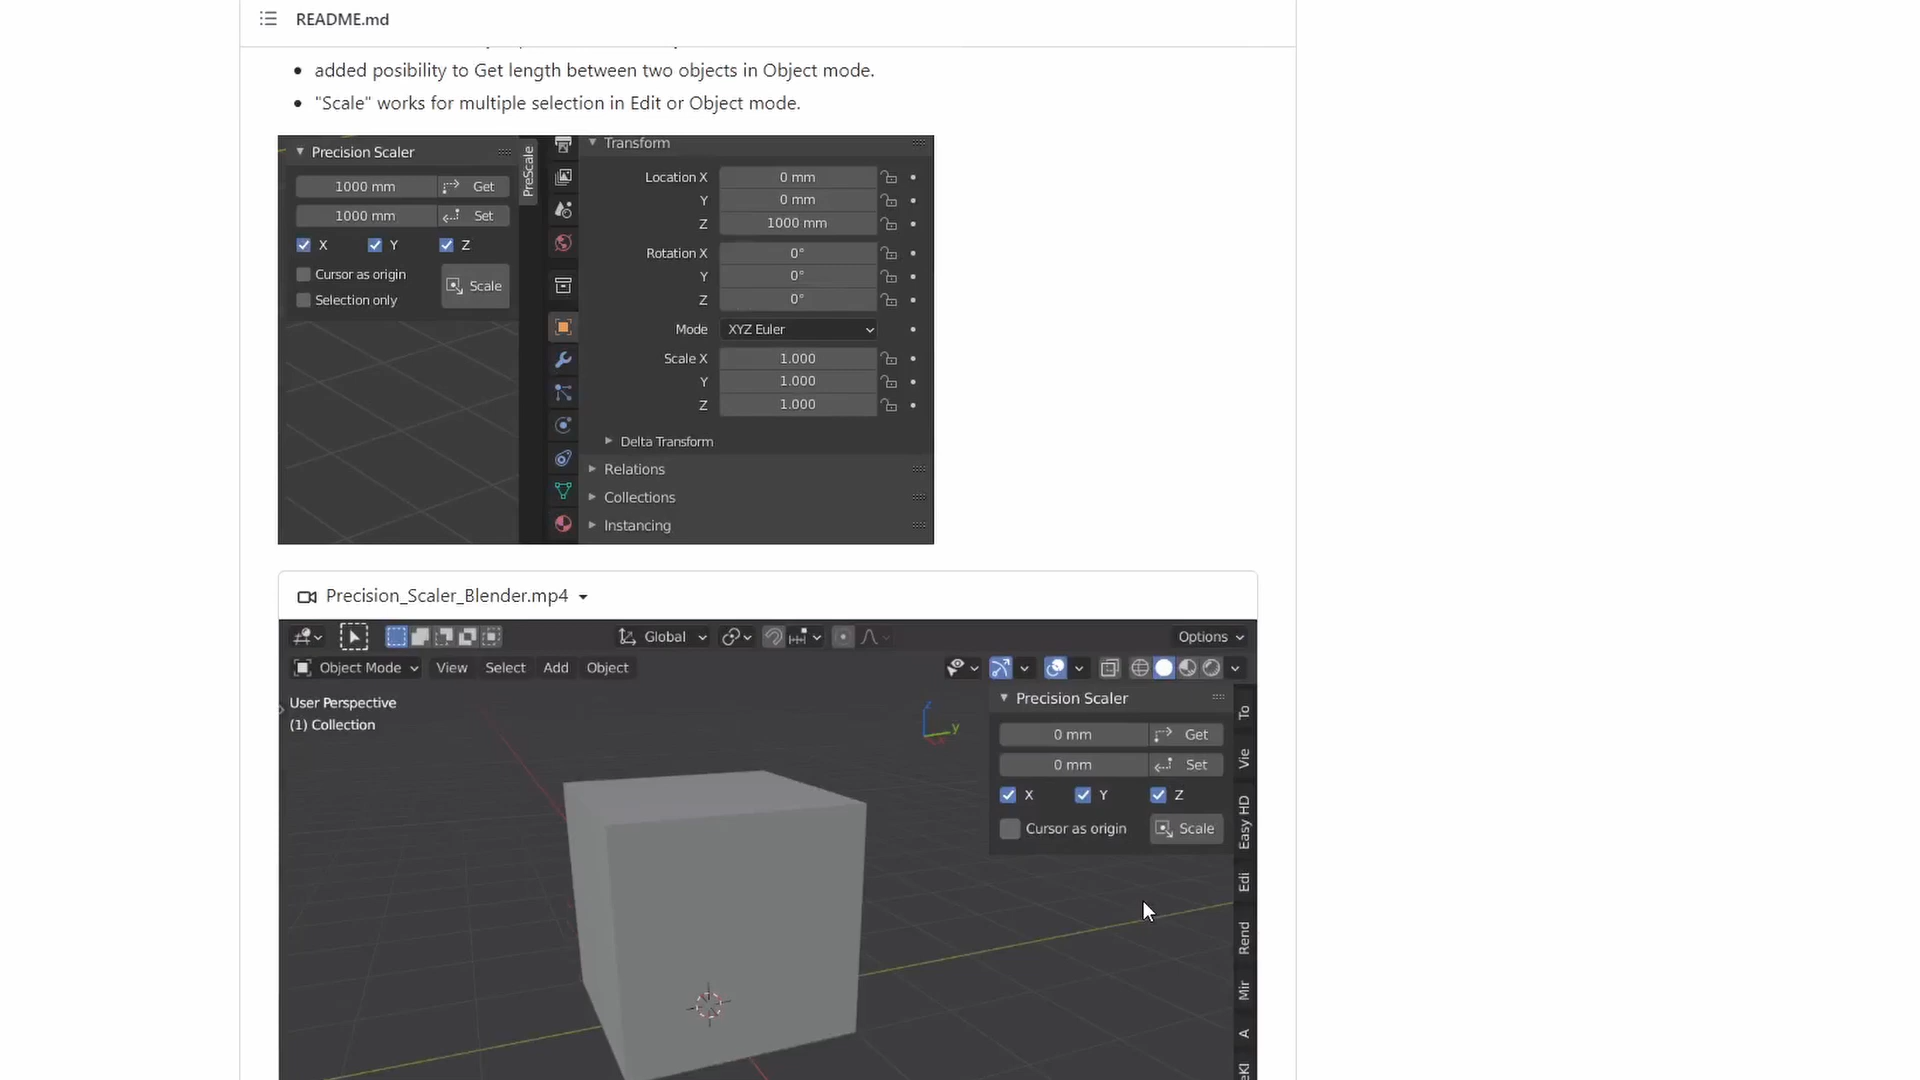 README.md
added posibility to Get length between two objects in Object mode.
"Scale" works for multiple selection in Edit or Object mode.
Precision Scaler
1000 mm Get
1000 mm Set
X Y Z
Cursor as origin
Selection only
Scale
PreScale
Transform
Location X 0 mm
Y 0 mm
Z 1000 mm
Rotation X 0°
Y 0°
Z 0°
Mode XYZ Euler
Scale X 1.000
Y 1.000
Z 1.000
Delta Transform
Relations
Collections
Instancing
Precision_Scaler_Blender.mp4
Global
Options
Object Mode View Select Add Object
User Perspective
(1) Collection
Z
Y
Precision Scaler
0 mm Get
0 mm Set
X Y Z
Cursor as origin Scale
To
Vie
Easy HD
Edi
Rend
Mir
A